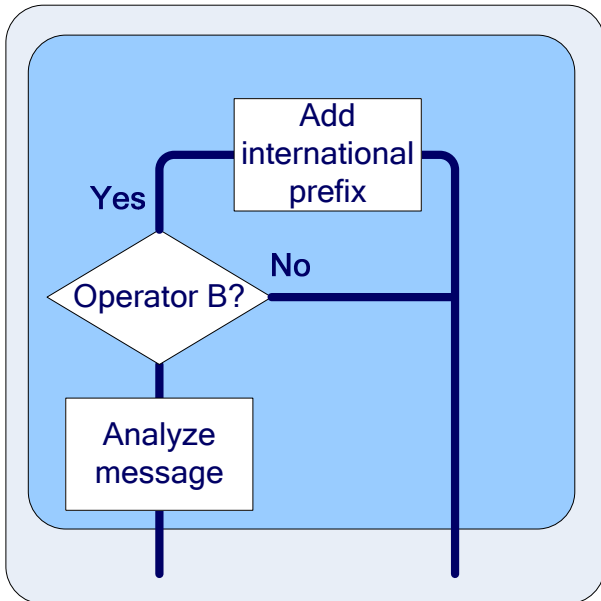 Add
international
prefix
Yes
No
Operator B?
Analyze
message